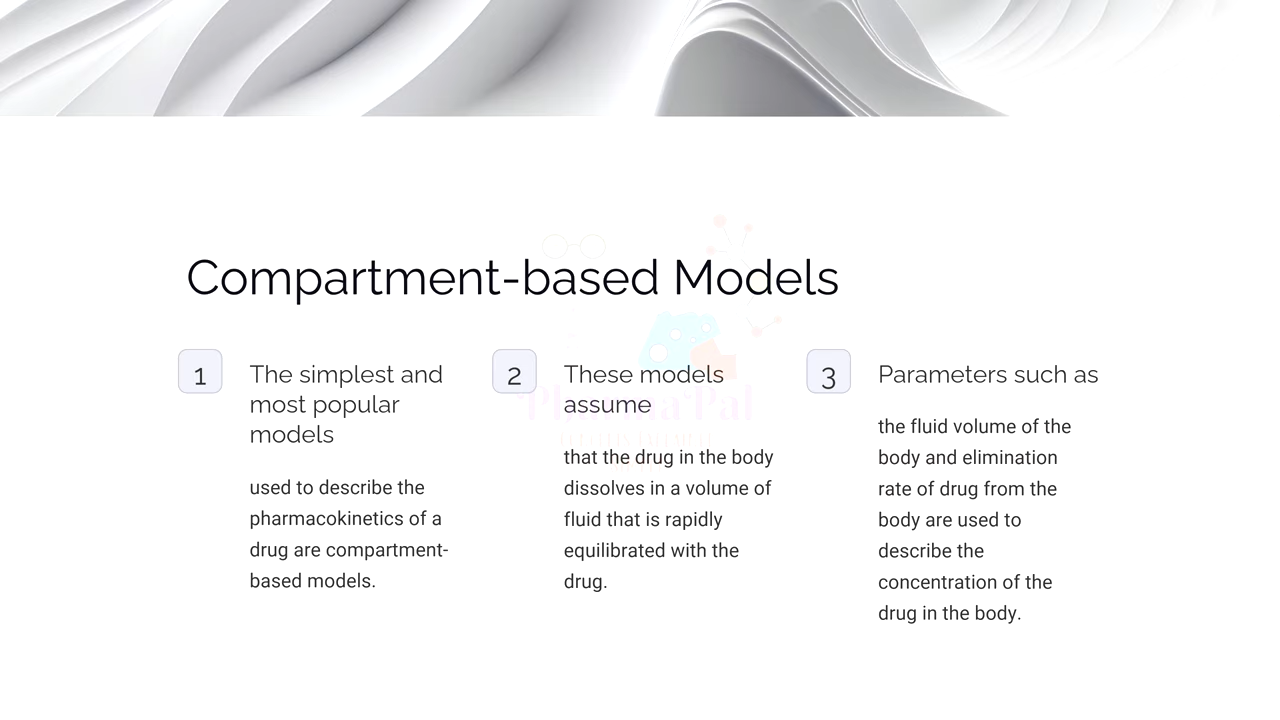 Compartment-based Models
1
The simplest and
most popular
models
used to describe the
pharmacokinetics of a
drug are compartment-
based models.
2
These models
assume
that the drug in the body
dissolves in a volume of
fluid that is rapidly
equilibrated with the
drug.
3
Parameters such as
the fluid volume of the
body and elimination
rate of drug from the
body are used to
describe the
concentration of the
drug in the body.
Pharma Pal